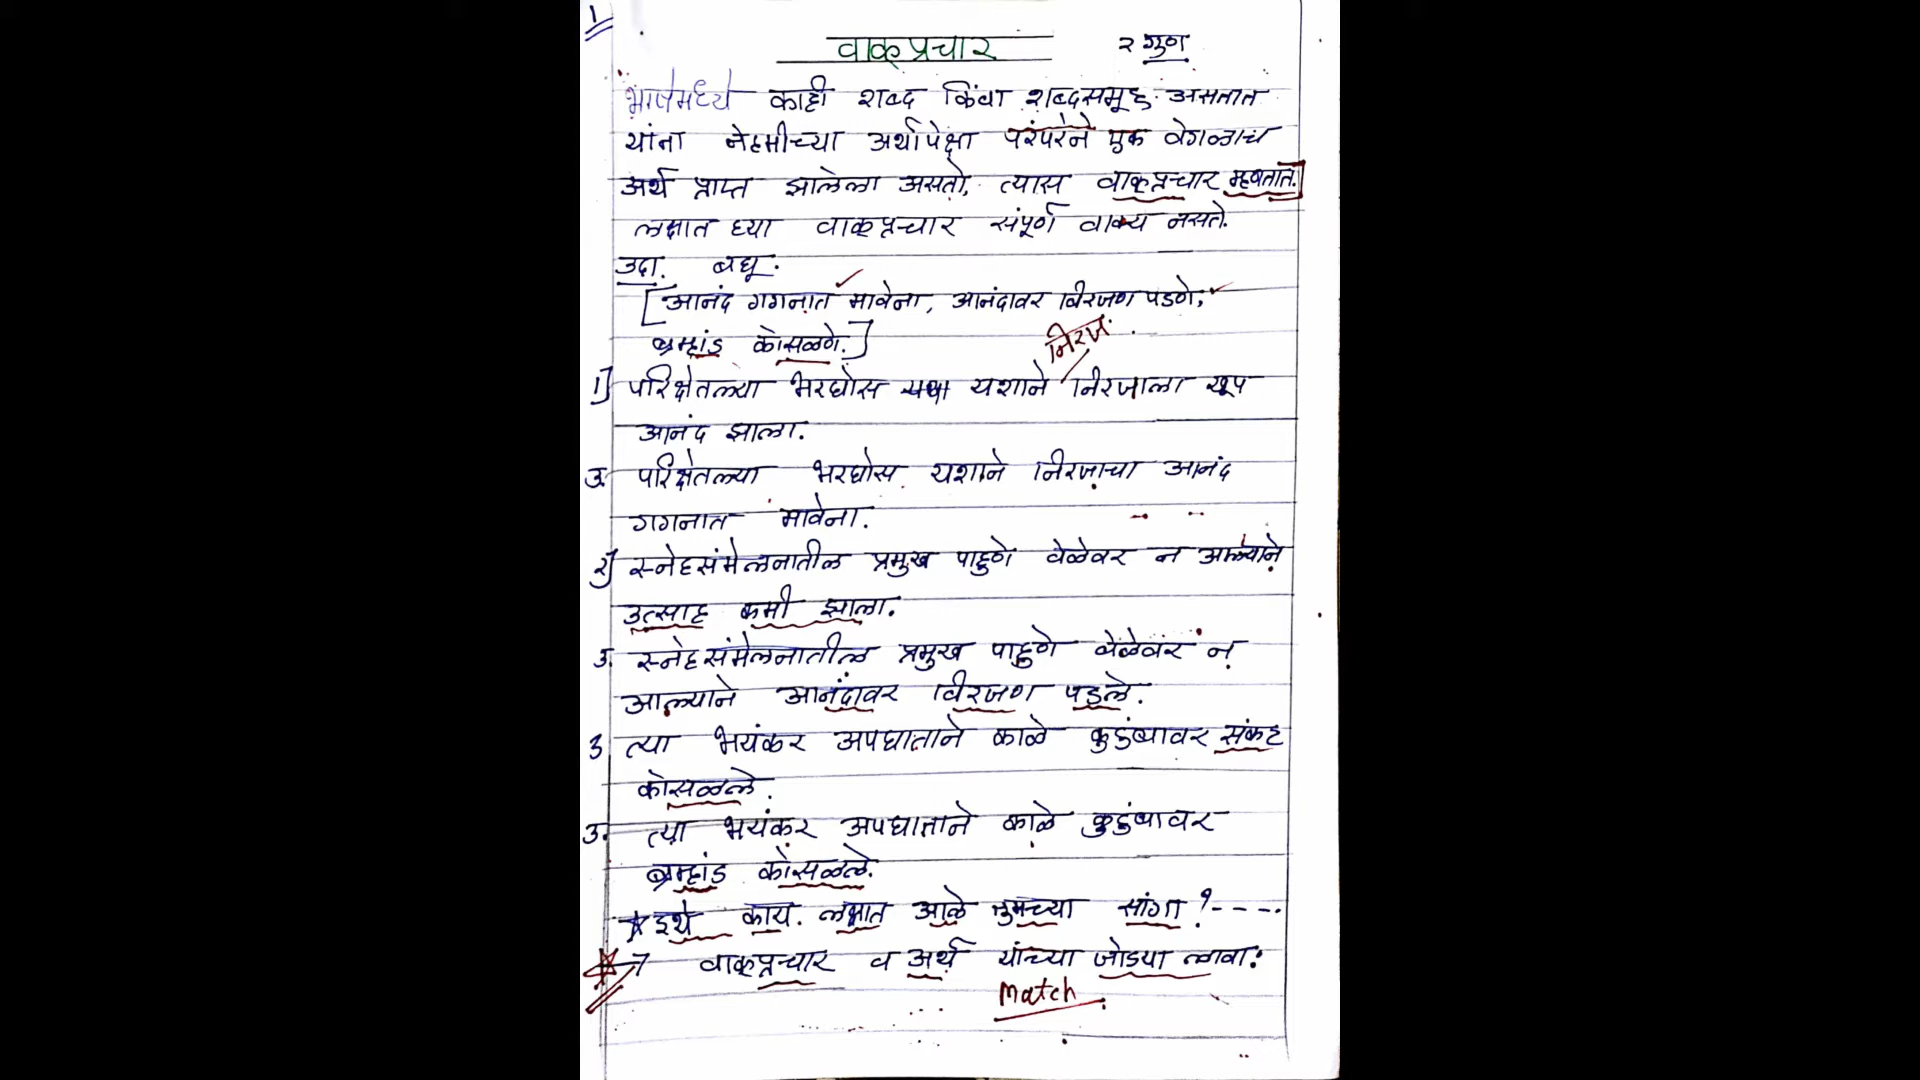 1
वाक्प्रचार २ गुण
भाषेमध्ये काही शब्द किंवा शब्दसमूह असतात
यांना नेहमीच्या अर्थापेक्षा परंपरेने एक वेगळाच
अर्थ प्राप्त झालेला असतो, त्यास वाक्प्रचार म्हणतात.]
लक्षात घ्या वाक्प्रचार संपूर्ण वाक्य नसते.
उदा. बघू.
[आनंद गगनात मावेना, आनंदावर विरजण पडणे,
ब्रम्हांड कोसळणे.]
निरज
1] परिक्षेतल्या भरघोस यशाने निरजाला खूप
आनंद झाला.
उ. परिक्षेतल्या भरघोस यशाने निरजाचा आनंद
गगनात मावेना.
२] स्नेहसंमेलनातील प्रमुख पाहुणे वेळेवर न आल्याने
उत्साह कमी झाला.
उ. स्नेहसंमेलनातील प्रमुख पाहुणे वेळेवर न
आल्याने आनंदावर विरजण पडले.
3 त्या भयंकर अपघाताने काळे कुटुंबावर संकट
कोसळले.
उ. त्या भयंकर अपघाताने काळे कुटुंबावर
ब्रम्हांड कोसळले.
* इथे काय लक्षात आले तुमच्या सांगा ?----.
वाक्प्रचार व अर्थ यांच्या जोडया लावा:
Match